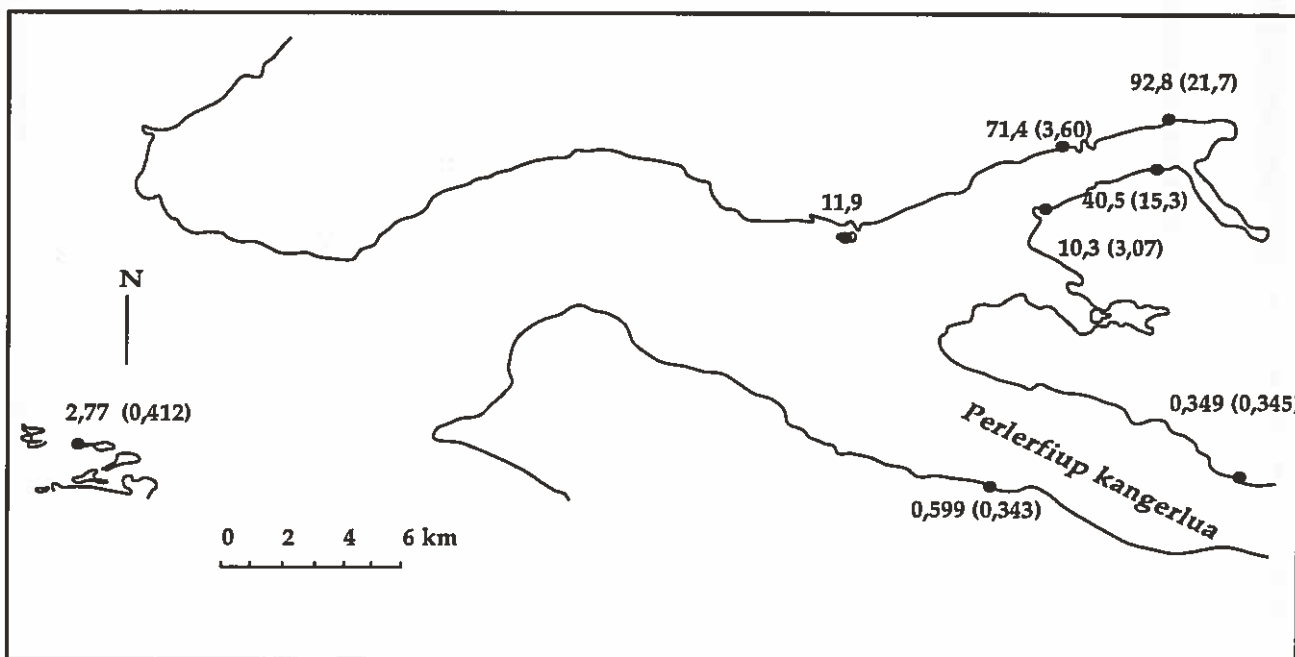 92,8 (21,7)
71,4 (3,60)
11,9
40,5 (15,3)
10,3 (3,07)
N
2,77 (0,412)
0,349 (0,345)
Perlerfiup kangerlua
0,599 (0,343)
0 2 4 6 km